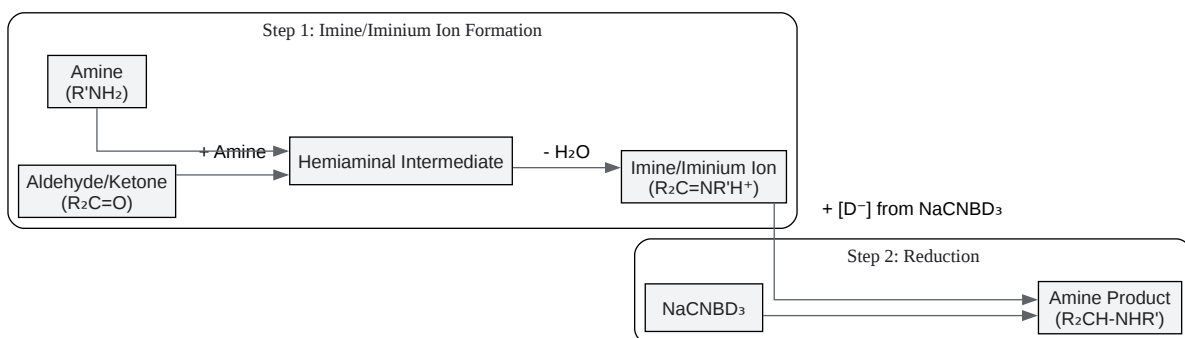 Step 1: Imine/Iminium Ion Formation
Amine
(R'NH₂)
+ Amine
Hemiaminal Intermediate
- H₂O
Imine/Iminium Ion
(R₂C=NR'H⁺)
Aldehyde/Ketone
(R₂C=O)
+ [D⁻] from NaCNBD₃
Step 2: Reduction
NaCNBD₃
Amine Product
(R₂CH-NHR')